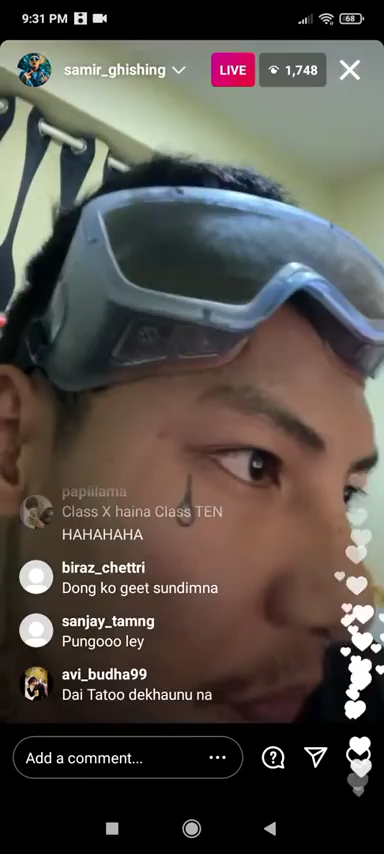 9:31 PM
68
samir_ghishing
LIVE
1,748
papiilama
Class X haina Class TEN
HAHAHAHA
biraz_chettri
Dong ko geet sundimna
sanjay_tamng
Pungooo ley
avi_budha99
Dai Tatoo dekhaunu na
Add a comment...